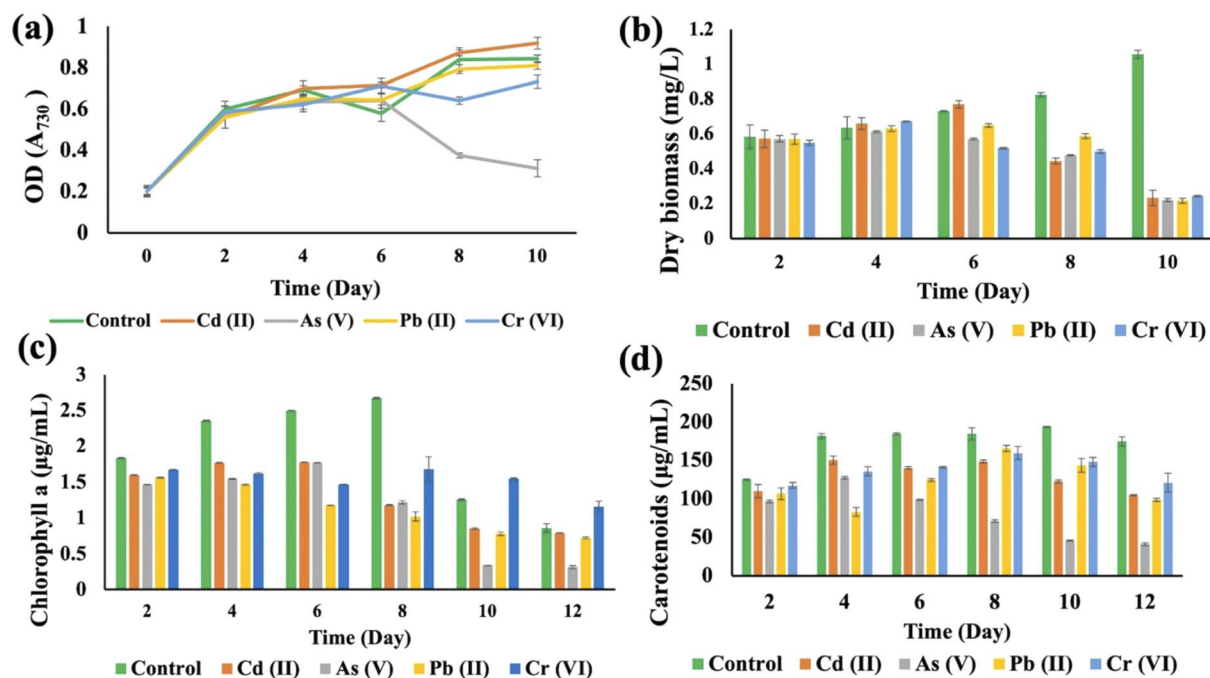 (a)
OD (A730)
1
0.8
0.6
0.4
0.2
0
0 2 4 6 8 10
Time (Day)
Control Cd (II) As (V) Pb (II) Cr (VI)
(b)
Dry biomass (mg/L)
1.2
1
0.8
0.6
0.4
0.2
0
2 4 6 8 10
Time (Day)
Control Cd (II) As (V) Pb (II) Cr (VI)
(c)
Chlorophyll a (µg/mL)
3
2.5
2
1.5
1
0.5
0
2 4 6 8 10 12
Time (Day)
Control Cd (II) As (V) Pb (II) Cr (VI)
(d)
Carotenoids (µg/mL)
250
200
150
100
50
0
2 4 6 8 10 12
Time (Day)
Control Cd (II) As (V) Pb (II) Cr (VI)